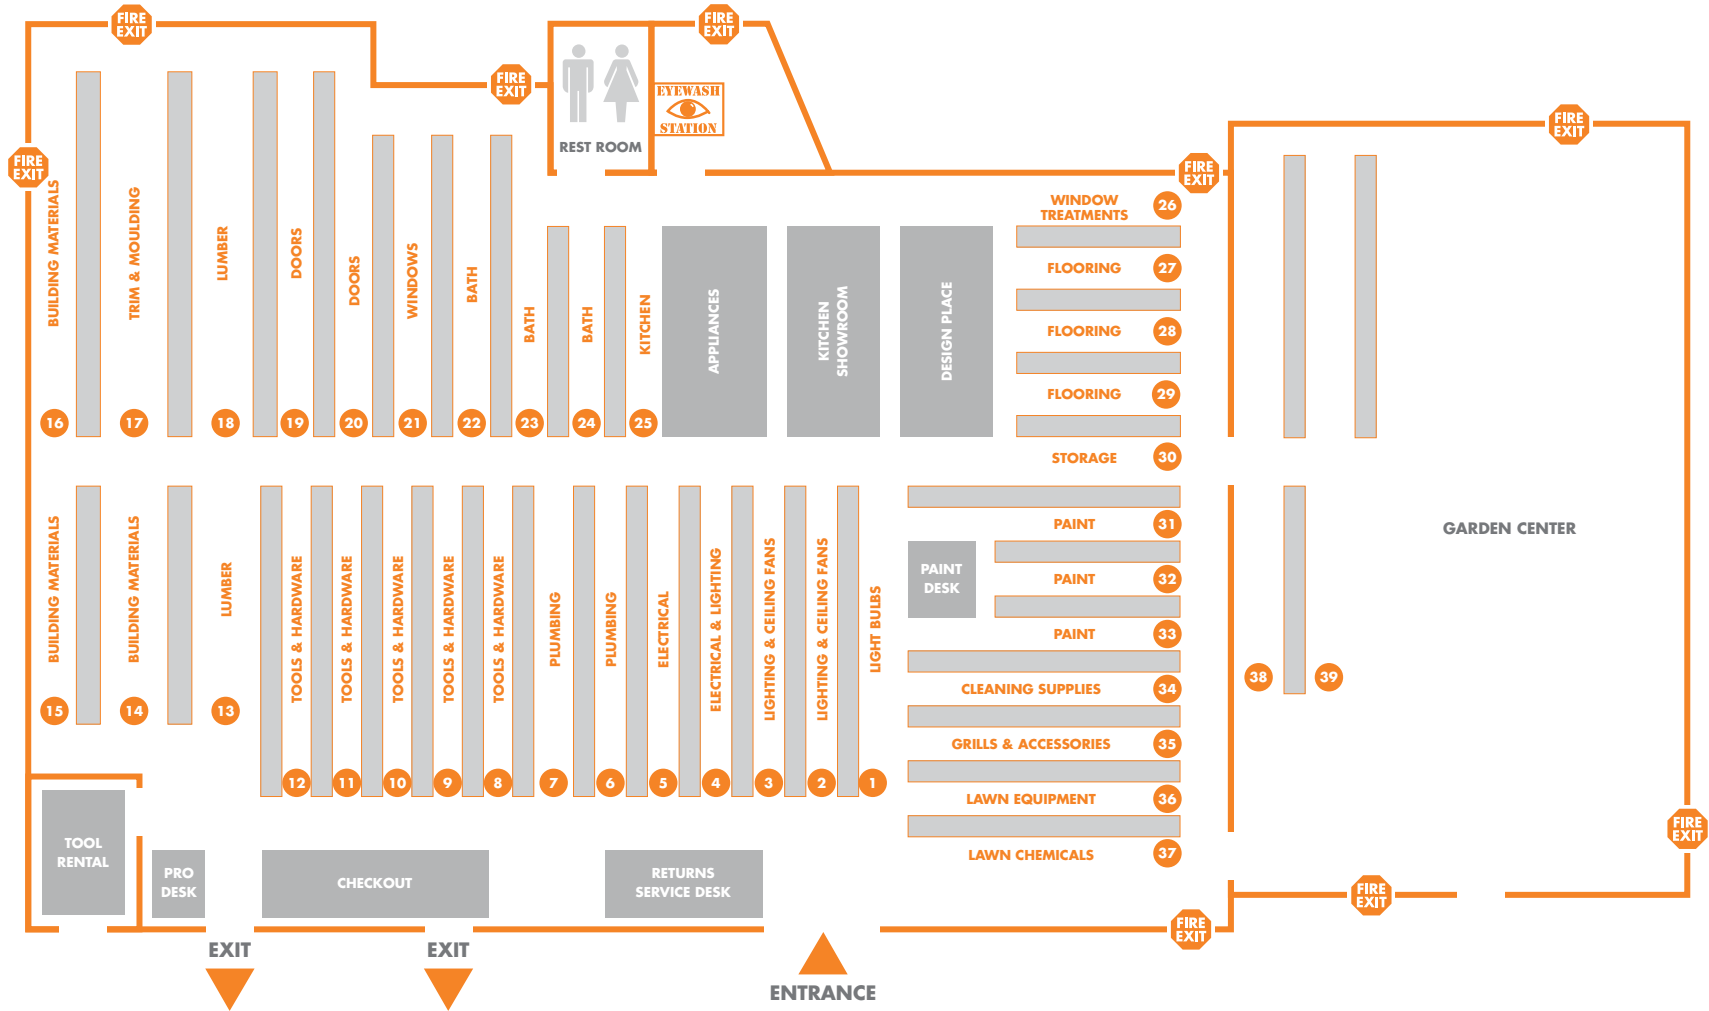 FIRE
EXIT
FIRE
EXIT
FIRE
EXIT
FIRE
EXIT
EYEWASH
STATION
REST ROOM
FIRE
EXIT
FIRE
EXIT
BUILDING MATERIALS
TRIM & MOULDING
LUMBER
DOORS
DOORS
WINDOWS
BATH
BATH
BATH
KITCHEN
APPLIANCES
KITCHEN
SHOWROOM
DESIGN PLACE
16
17
18
19
20
21
22
23
24
25
WINDOW
TREATMENTS
26
FLOORING
27
FLOORING
28
FLOORING
29
STORAGE
30
BUILDING MATERIALS
BUILDING MATERIALS
LUMBER
TOOLS & HARDWARE
TOOLS & HARDWARE
TOOLS & HARDWARE
TOOLS & HARDWARE
TOOLS & HARDWARE
PLUMBING
PLUMBING
ELECTRICAL
ELECTRICAL & LIGHTING
LIGHTING & CEILING FANS
LIGHTING & CEILING FANS
LIGHT BULBS
15
14
13
12
11
10
9
8
7
6
5
4
3
2
1
PAINT
31
PAINT
DESK
PAINT
32
PAINT
33
CLEANING SUPPLIES
34
GRILLS & ACCESSORIES
35
LAWN EQUIPMENT
36
LAWN CHEMICALS
37
38
39
GARDEN CENTER
FIRE
EXIT
FIRE
EXIT
FIRE
EXIT
TOOL
RENTAL
PRO
DESK
CHECKOUT
RETURNS
SERVICE DESK
EXIT
EXIT
ENTRANCE